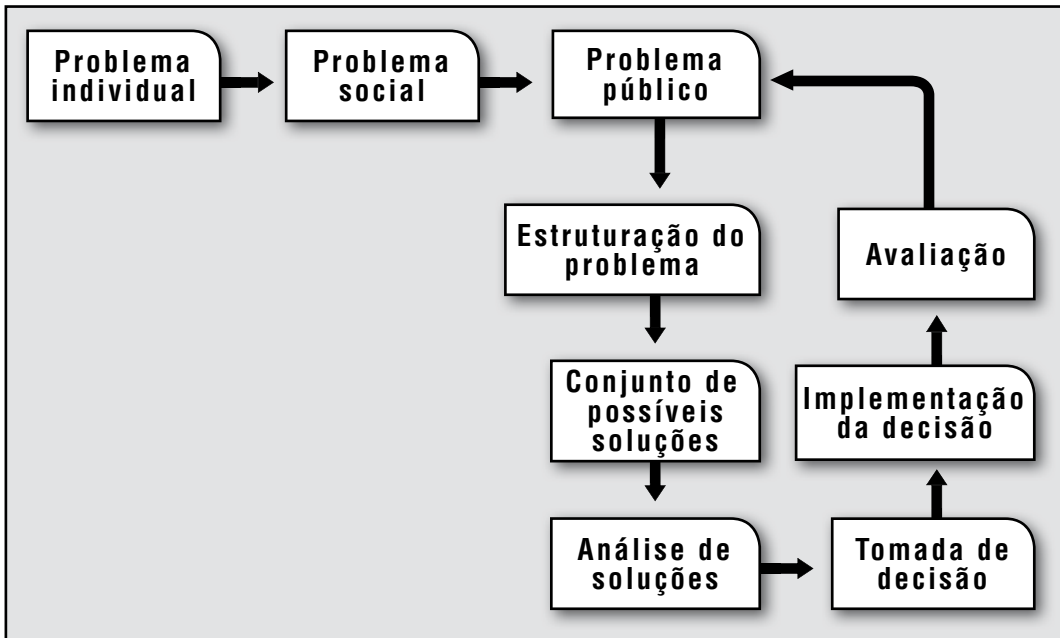 Problema
individual
Problema
social
Problema
público
Estruturação do
problema
Avaliação
Conjunto de
possíveis
soluções
Implementação
da decisão
Análise de
soluções
Tomada de
decisão